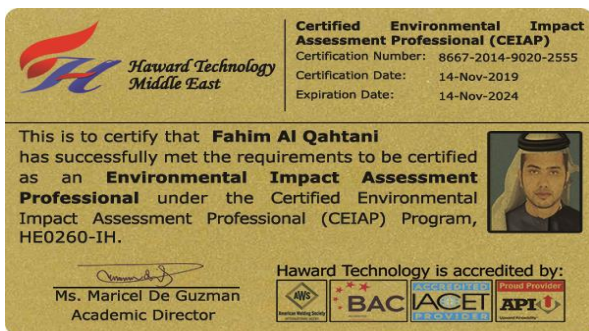 Haward Technology
Middle East
Certified Environmental Impact
Assessment Professional (CEIAP)
Certification Number: 8667-2014-9020-2555
Certification Date: 14-Nov-2019
Expiration Date: 14-Nov-2024
This is to certify that Fahim Al Qahtani
has successfully met the requirements to be certified
as an Environmental Impact Assessment
Professional under the Certified Environmental
Impact Assessment Professional (CEIAP) Program,
HE0260-IH.
Ms. Maricel De Guzman
Academic Director
Haward Technology is accredited by:
AWS
American Welding Society
BAC
ACCREDITED
IACET
PROVIDER
Proud Provider
API